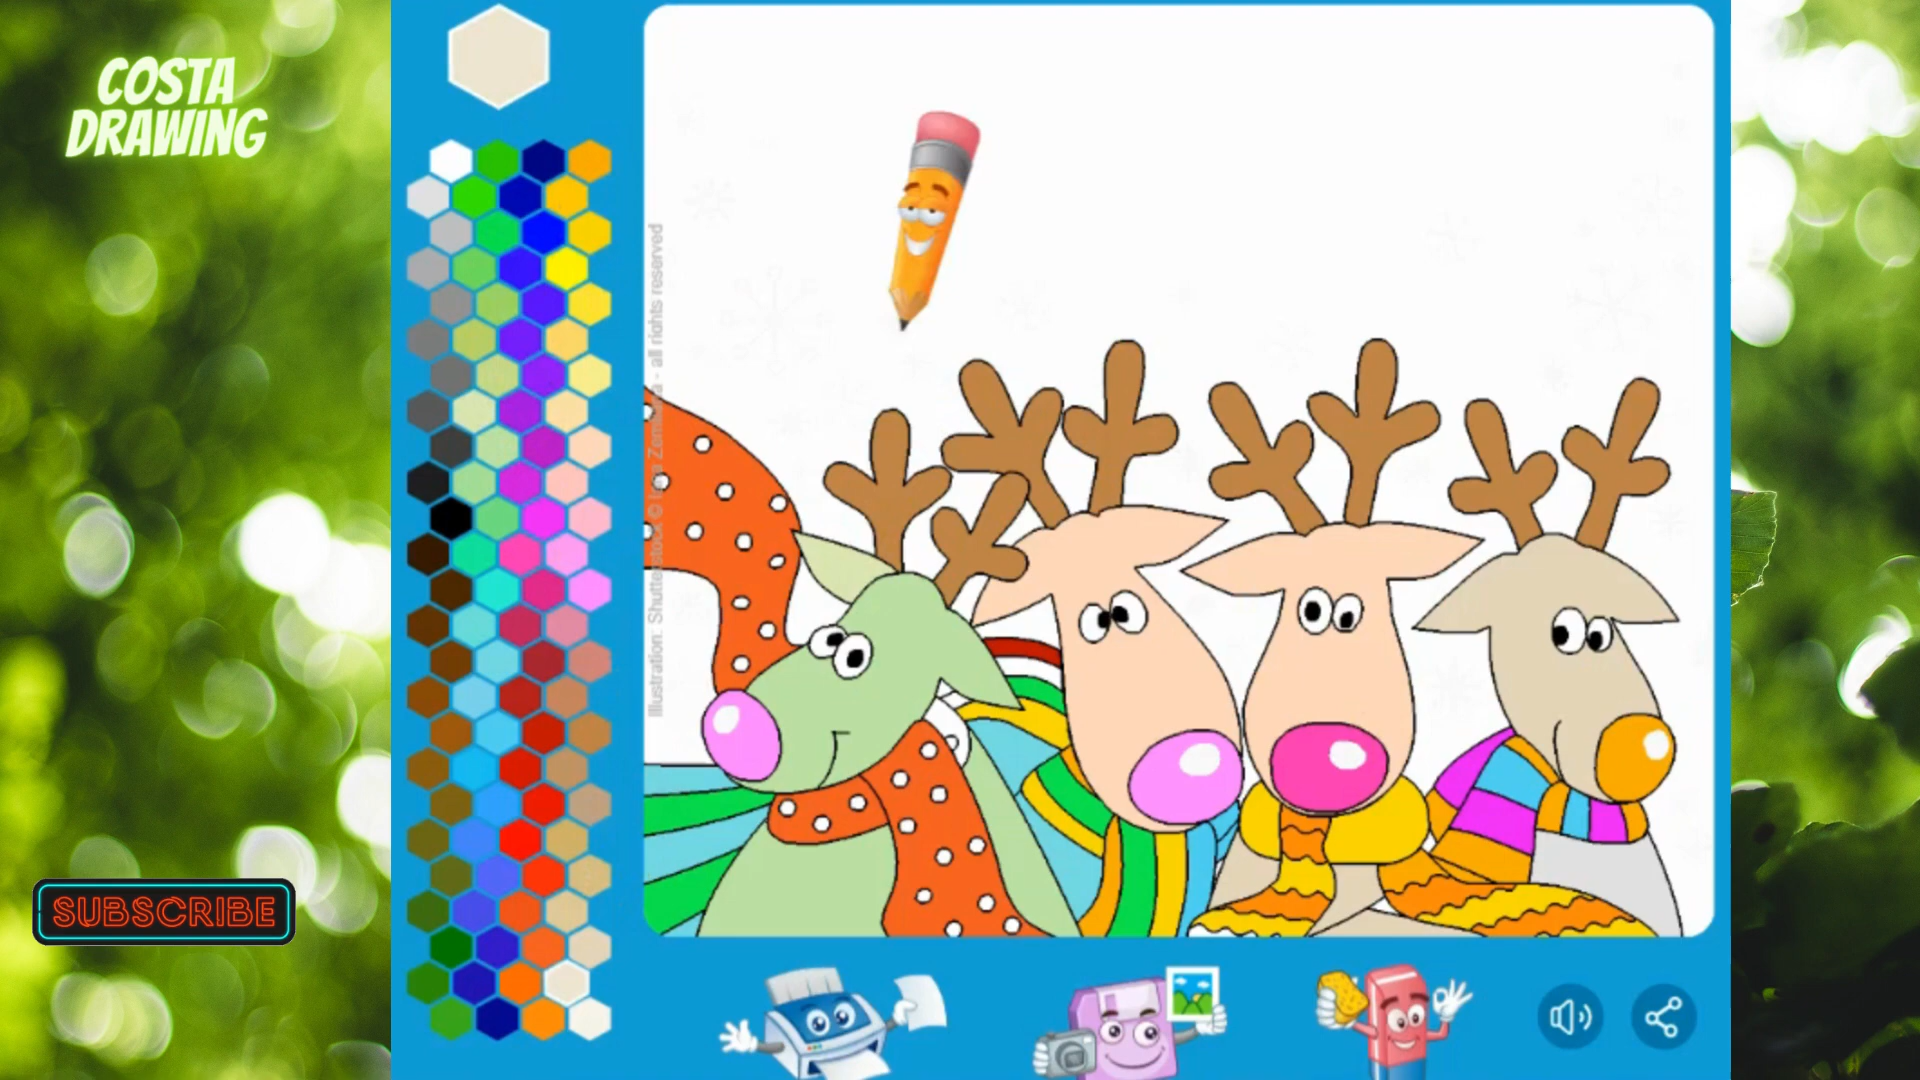 COSTA
DRAWING
Illustration: Shutterstock ©
- all rights reserved
SUBSCRIBE